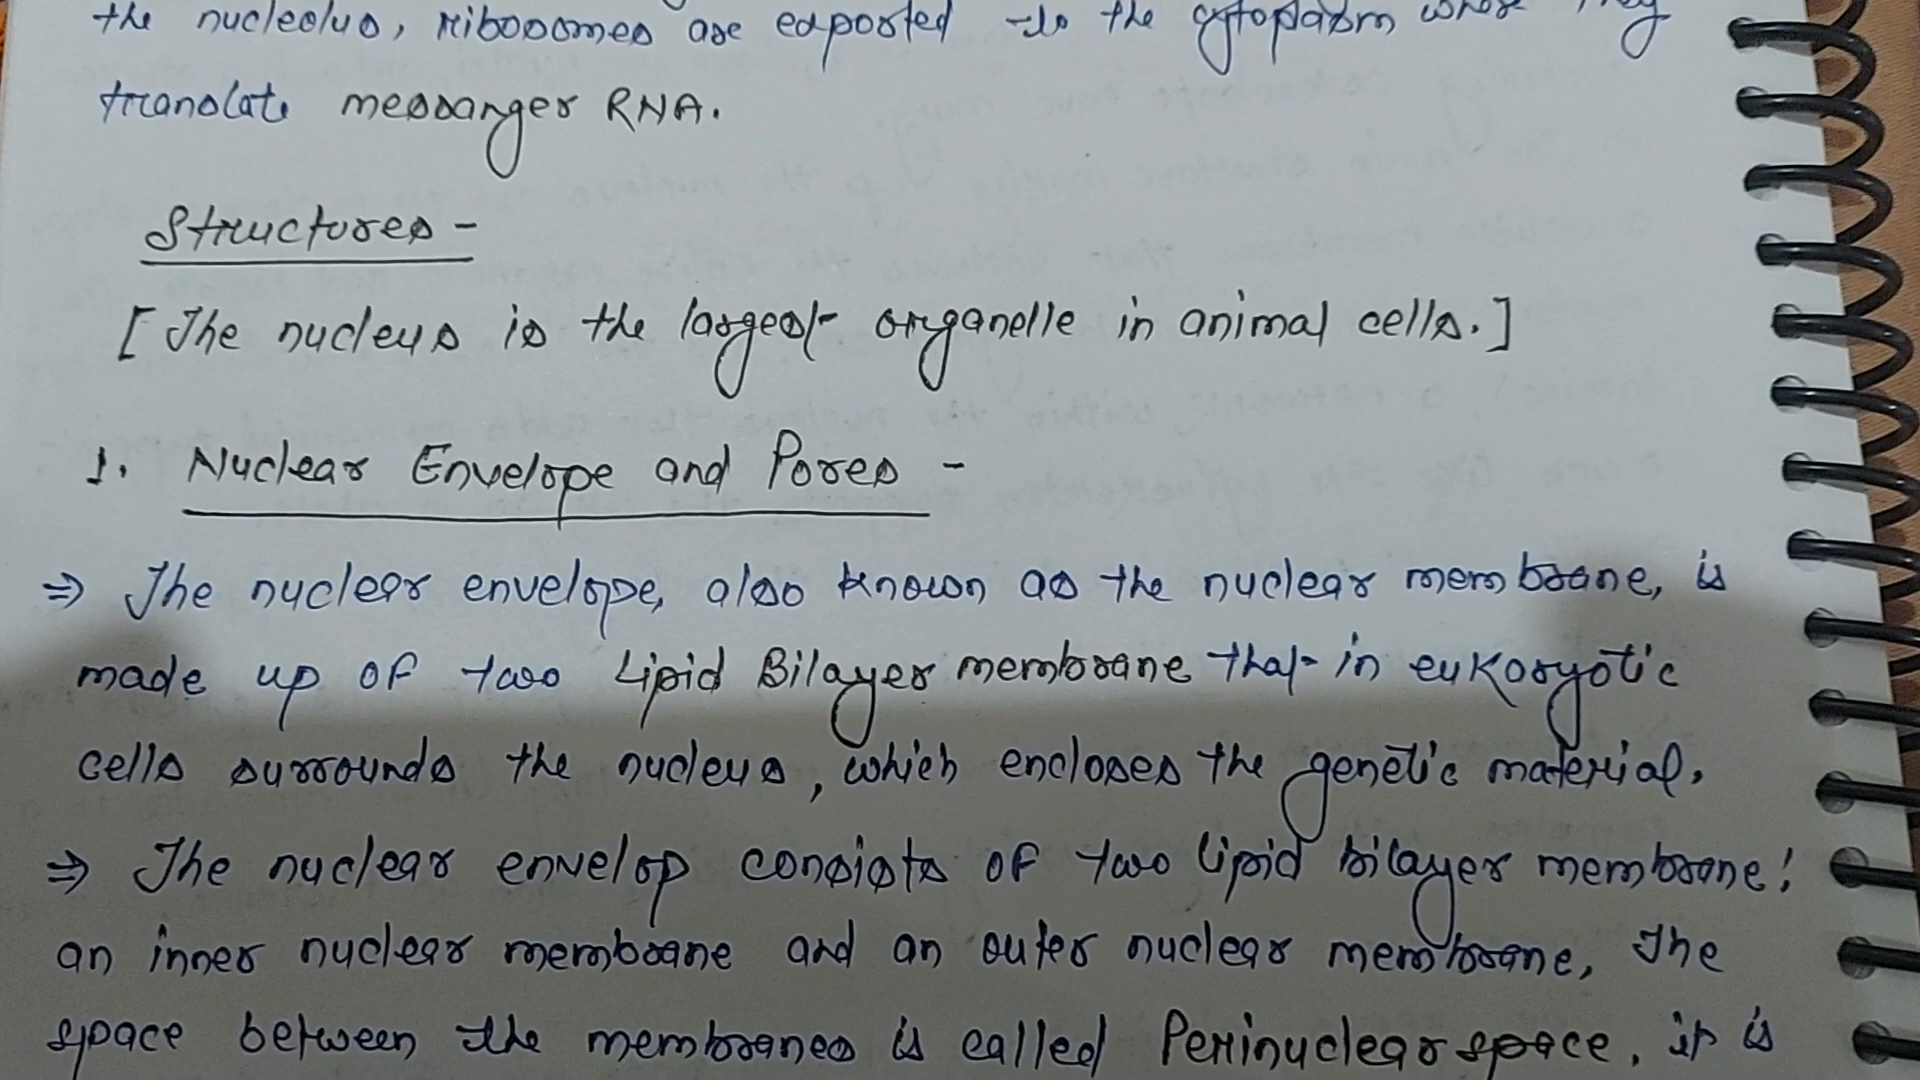 the nucleolus, ribosomes are exported to the cytoplasm where they
translate messanger RNA.
Structures -
[The nucleus is the largest organelle in animal cells.]
1. Nuclear Envelope and Pores -
⇒ The nuclear envelope, also known as the nuclear membrane, is
made up of two Lipid Bilayer membrane that in eukaryotic
cells surrounds the nucleus, which encloses the genetic material.
⇒ The nuclear envelop consists of two lipid bilayer membrane;
an inner nuclear membrane and an outer nuclear membrane, The
space between the membranes is called Perinuclear space, it is